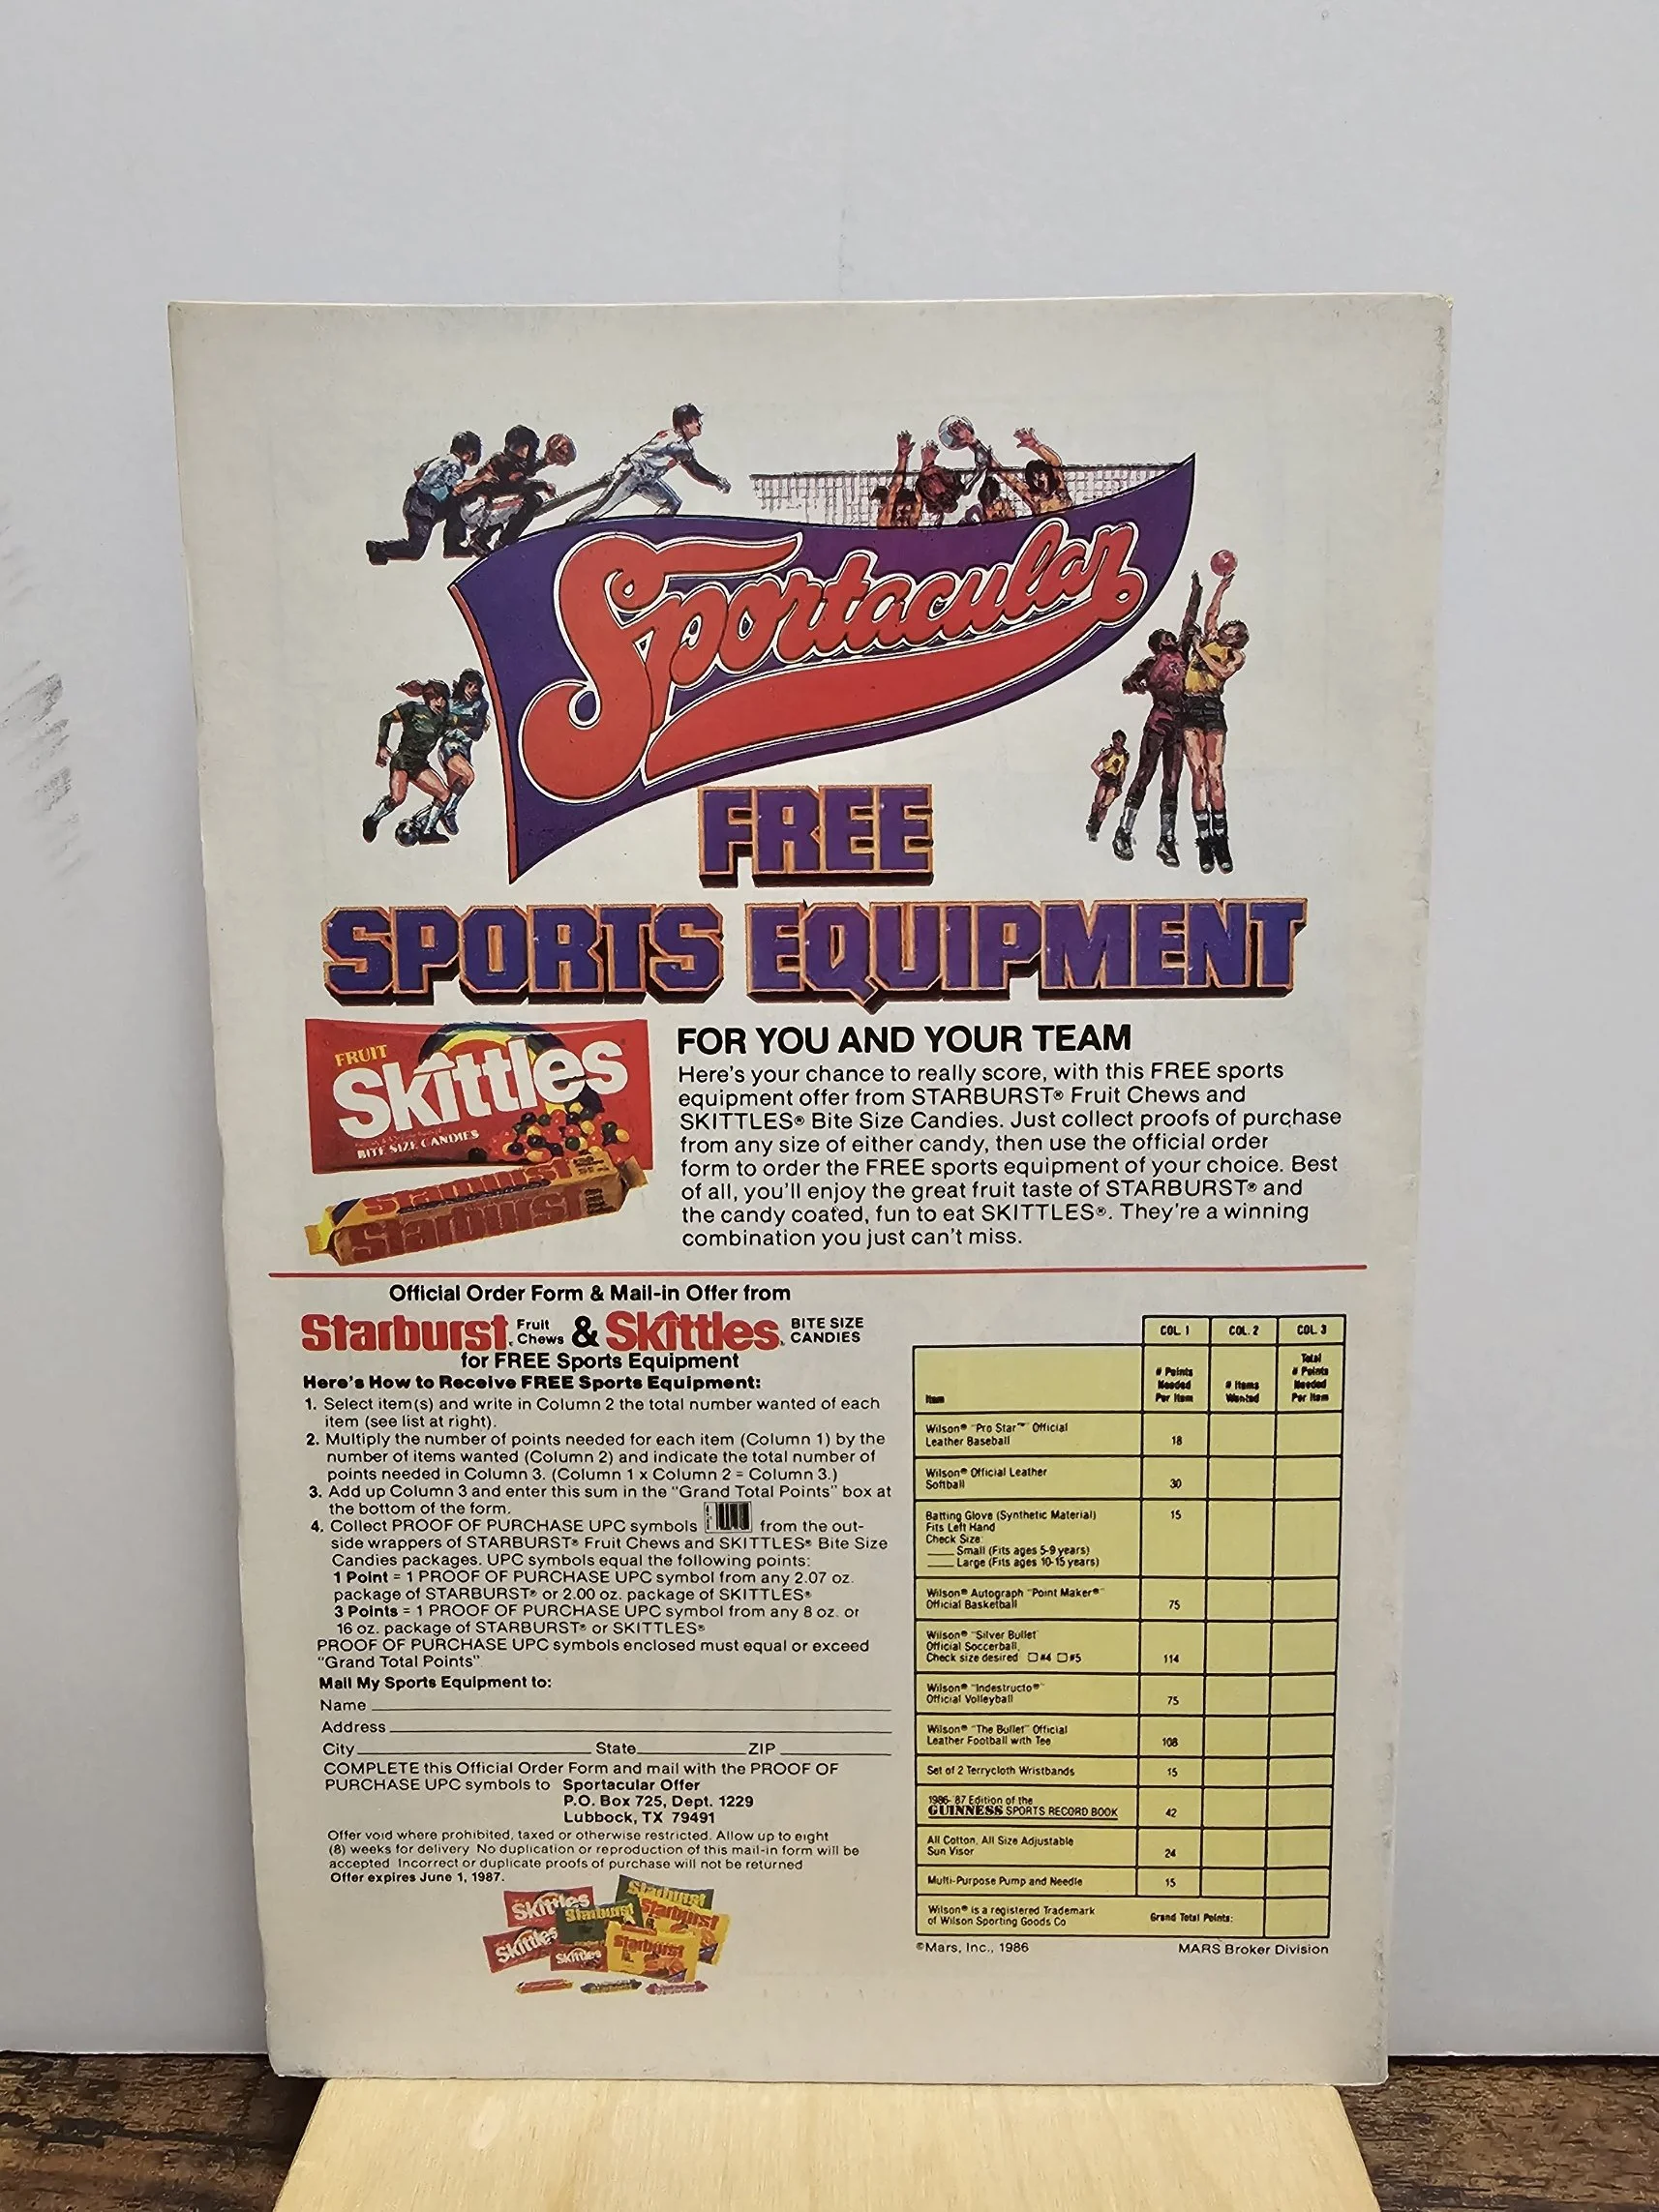 Sportacular
FREE
SPORTS EQUIPMENT
FRUIT
Skittles
BITE SIZE CANDIES
Starburst
Starburst
FOR YOU AND YOUR TEAM
Here's your chance to really score, with this FREE sports
equipment offer from STARBURST® Fruit Chews and
SKITTLES® Bite Size Candies. Just collect proofs of purchase
from any size of either candy, then use the official order
form to order the FREE sports equipment of your choice. Best
of all, you'll enjoy the great fruit taste of STARBURST® and
the candy coated, fun to eat SKITTLES®. They're a winning
combination you just can't miss.
Official Order Form & Mail-in Offer from
Starburst Fruit Chews & Skittles BITE SIZE CANDIES
for FREE Sports Equipment
Here's How to Receive FREE Sports Equipment:
1. Select item(s) and write in Column 2 the total number wanted of each
item (see list at right).
2. Multiply the number of points needed for each item (Column 1) by the
number of items wanted (Column 2) and indicate the total number of
points needed in Column 3. (Column 1 x Column 2 = Column 3.)
3. Add up Column 3 and enter this sum in the "Grand Total Points" box at
the bottom of the form.
4. Collect PROOF OF PURCHASE UPC symbols from the out-
side wrappers of STARBURST® Fruit Chews and SKITTLES® Bite Size
Candies packages. UPC symbols equal the following points:
1 Point = 1 PROOF OF PURCHASE UPC symbol from any 2.07 oz.
package of STARBURST® or 2.00 oz. package of SKITTLES®
3 Points = 1 PROOF OF PURCHASE UPC symbol from any 8 oz. or
16 oz. package of STARBURST® or SKITTLES®
PROOF OF PURCHASE UPC symbols enclosed must equal or exceed
"Grand Total Points"
Mail My Sports Equipment to:
Name
Address
City State ZIP
COMPLETE this Official Order Form and mail with the PROOF OF
PURCHASE UPC symbols to Sportacular Offer
P.O. Box 725, Dept. 1229
Lubbock, TX 79491
Offer void where prohibited, taxed or otherwise restricted. Allow up to eight
(8) weeks for delivery No duplication or reproduction of this mail-in form will be
accepted Incorrect or duplicate proofs of purchase will not be returned
Offer expires June 1, 1987.
Skittles
Starburst
Starburst
Starburst
Skittles
Skittles
Starburst
COL. 1 COL. 2 COL. 3
Item # Points Needed Per Item # Items Wanted Total # Points Needed Per Item
Wilson® "Pro Star™ Official
Leather Baseball 18
Wilson® Official Leather
Softball 30
Batting Glove (Synthetic Material) 15
Fits Left Hand
Check Size
Small (Fits ages 5-9 years)
Large (Fits ages 10-15 years)
Wilson® Autograph "Point Maker®"
Official Basketball 75
Wilson® "Silver Bullet"
Official Soccerball,
Check size desired #4 #5 114
Wilson® "Indestructo®"
Official Volleyball 75
Wilson® "The Bullet" Official
Leather Football with Tee 108
Set of 2 Terrycloth Wristbands 15
1986-'87 Edition of the
GUINNESS SPORTS RECORD BOOK 42
All Cotton, All Size Adjustable
Sun Visor 24
Multi-Purpose Pump and Needle 15
Wilson® is a registered Trademark
of Wilson Sporting Goods Co Grand Total Points:
©Mars, Inc., 1986 MARS Broker Division